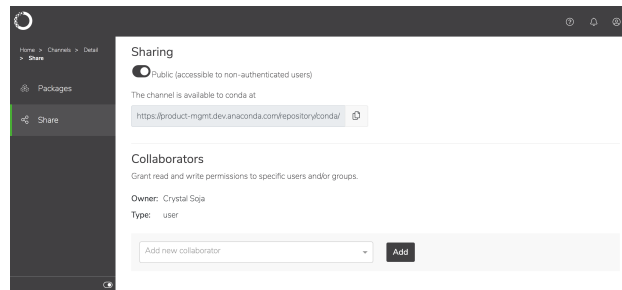 Home > Channels > Detail
> Share
Packages
Share
Sharing
Public (accessible to non-authenticated users)
The channel is available to conda at
https://product-mgmt.dev.anaconda.com/repository/conda/
Collaborators
Grant read and write permissions to specific users and/or groups.
Owner: Crystal Soja
Type: user
Add new collaborator
Add